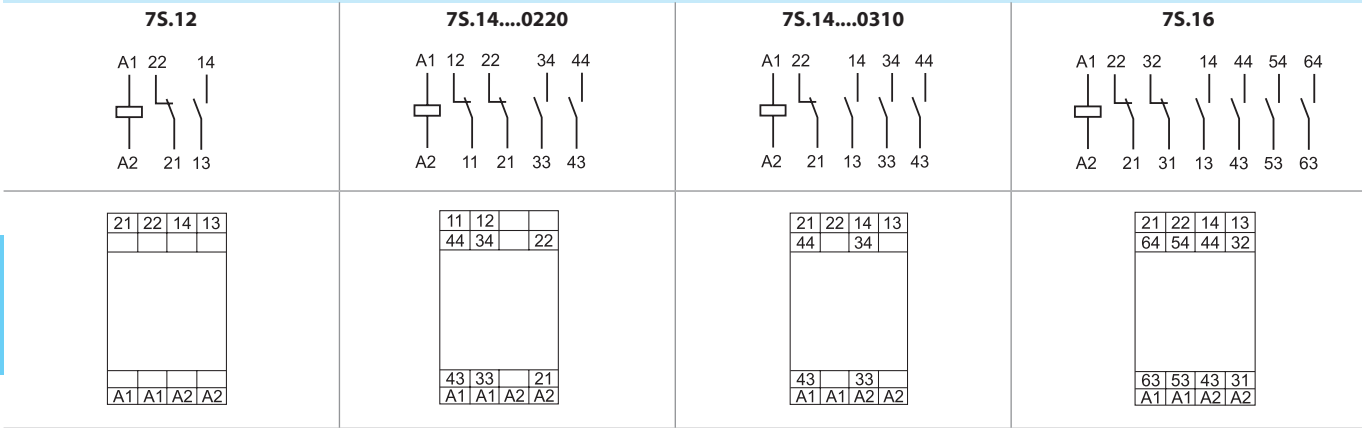 7S.12 7S.14....0220 7S.14....0310 7S.16
A1 22 14 A1 12 22 34 44 A1 22 14 34 44 A1 22 32 14 44 54 64
A2 21 13 A2 11 21 33 43 A2 21 13 33 43 A2 21 31 13 43 53 63
21 22 14 13 11 12 21 22 14 13 21 22 14 13
44 34 22 44 34 64 54 44 32
43 33 21 43 33 63 53 43 31
A1 A1 A2 A2 A1 A1 A2 A2 A1 A1 A2 A2 A1 A1 A2 A2